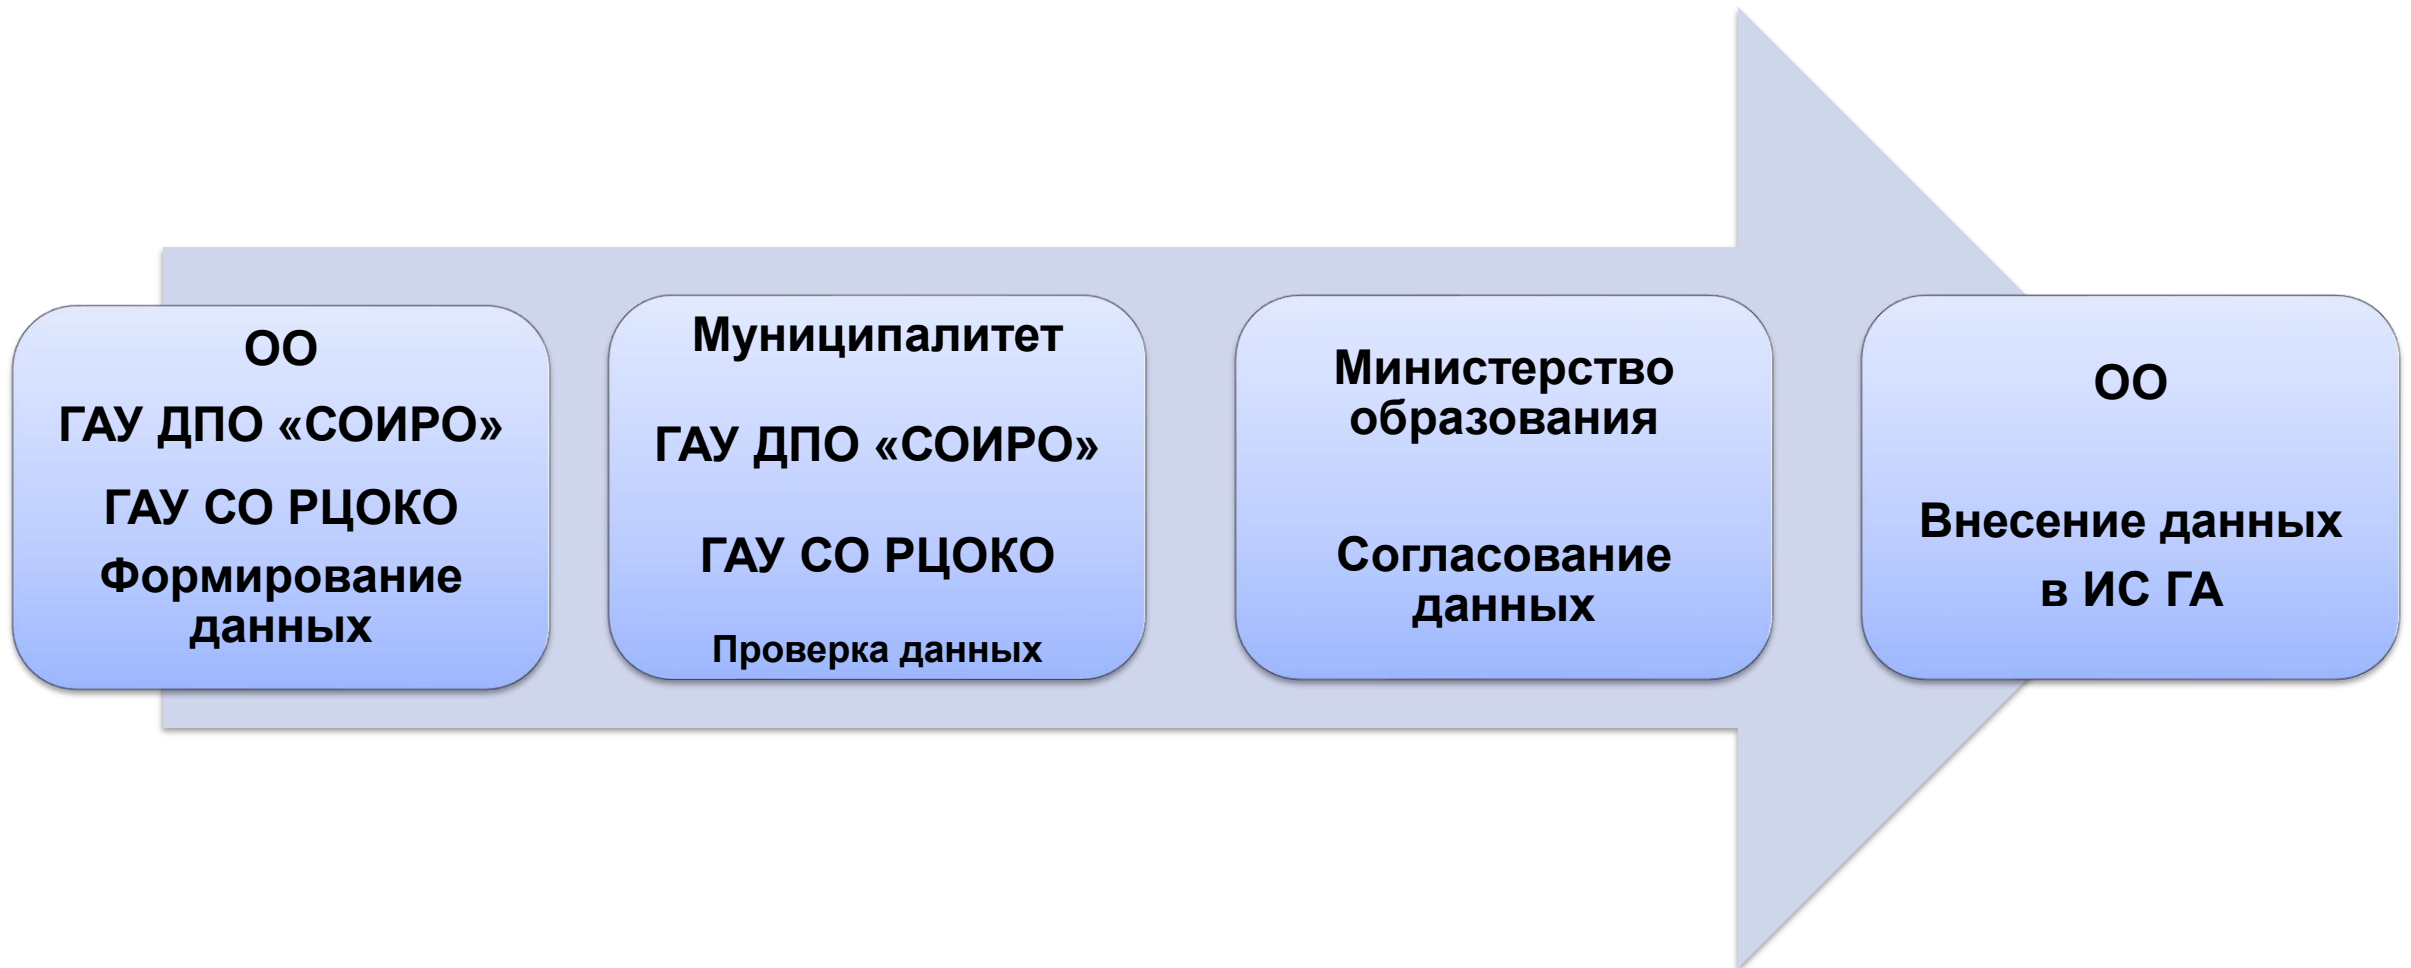 ОО
ГАУ ДПО «СОИРО»
ГАУ СО РЦОКО
Формирование
данных
Муниципалитет
ГАУ ДПО «СОИРО»
ГАУ СО РЦОКО
Проверка данных
Министерство
образования
Согласование
данных
ОО
Внесение данных
в ИС ГА